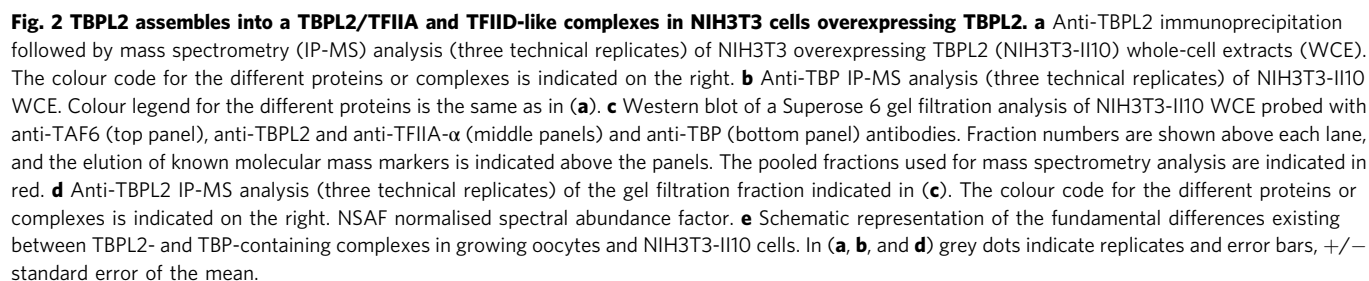 Fig. 2 TBPL2 assembles into a TBPL2/TFIIA and TFIID-like complexes in NIH3T3 cells overexpressing TBPL2. a Anti-TBPL2 immunoprecipitation
followed by mass spectrometry (IP-MS) analysis (three technical replicates) of NIH3T3 overexpressing TBPL2 (NIH3T3-II10) whole-cell extracts (WCE).
The colour code for the different proteins or complexes is indicated on the right. b Anti-TBP IP-MS analysis (three technical replicates) of NIH3T3-II10
WCE. Colour legend for the different proteins is the same as in (a). c Western blot of a Superose 6 gel filtration analysis of NIH3T3-II10 WCE probed with
anti-TAF6 (top panel), anti-TBPL2 and anti-TFIIA-α (middle panels) and anti-TBP (bottom panel) antibodies. Fraction numbers are shown above each lane,
and the elution of known molecular mass markers is indicated above the panels. The pooled fractions used for mass spectrometry analysis are indicated in
red. d Anti-TBPL2 IP-MS analysis (three technical replicates) of the gel filtration fraction indicated in (c). The colour code for the different proteins or
complexes is indicated on the right. NSAF normalised spectral abundance factor. e Schematic representation of the fundamental differences existing
between TBPL2- and TBP-containing complexes in growing oocytes and NIH3T3-II10 cells. In (a, b, and d) grey dots indicate replicates and error bars, +/−
standard error of the mean.